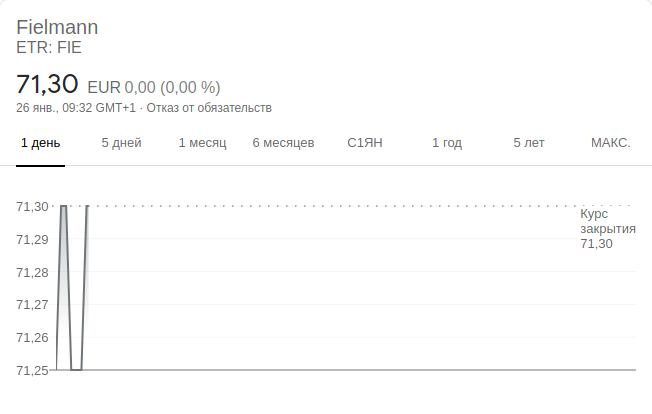 Fielmann
ETR: FIE
71,30 EUR 0,00 (0,00 %)
26 янв., 09:32 GMT+1 · Отказ от обязательств
1 день 5 дней 1 месяц 6 месяцев С1ЯН 1 год 5 лет МАКС.
71,30
Курс
закрытия
71,30
71,29
71,28
71,27
71,26
71,25